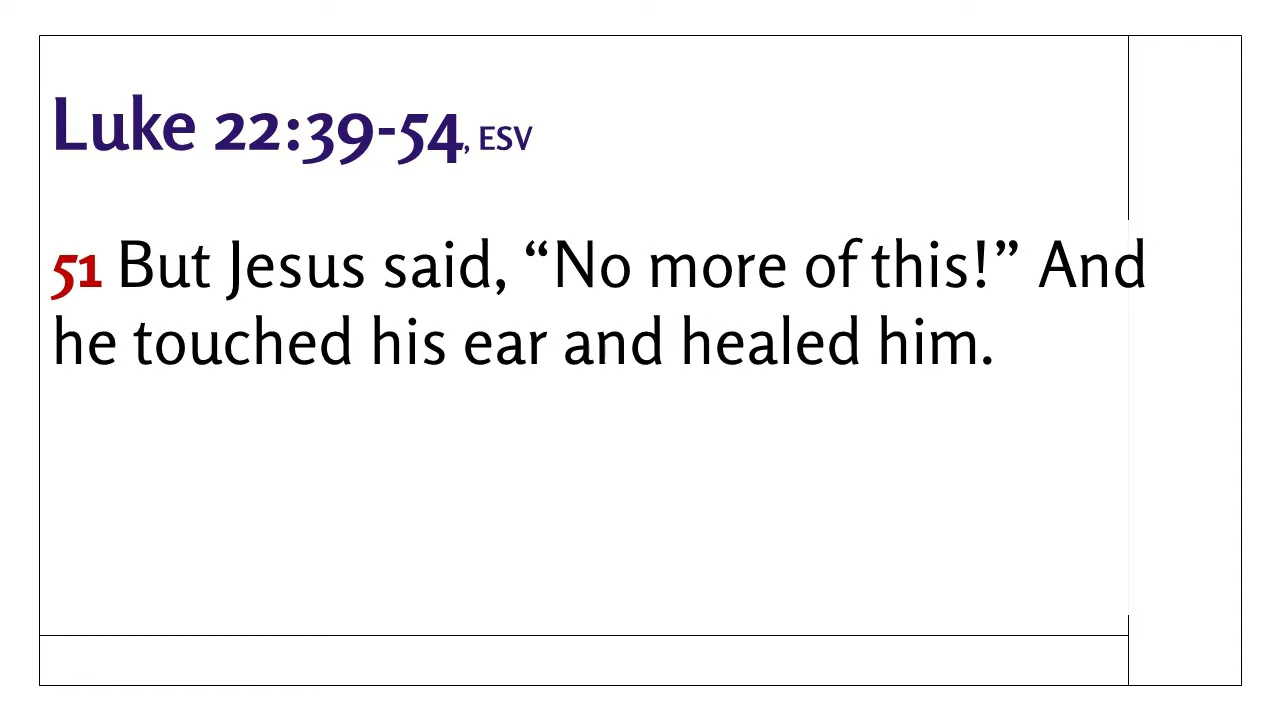 Luke 22:39-54, ESV
51 But Jesus said, “No more of this!” And
he touched his ear and healed him.